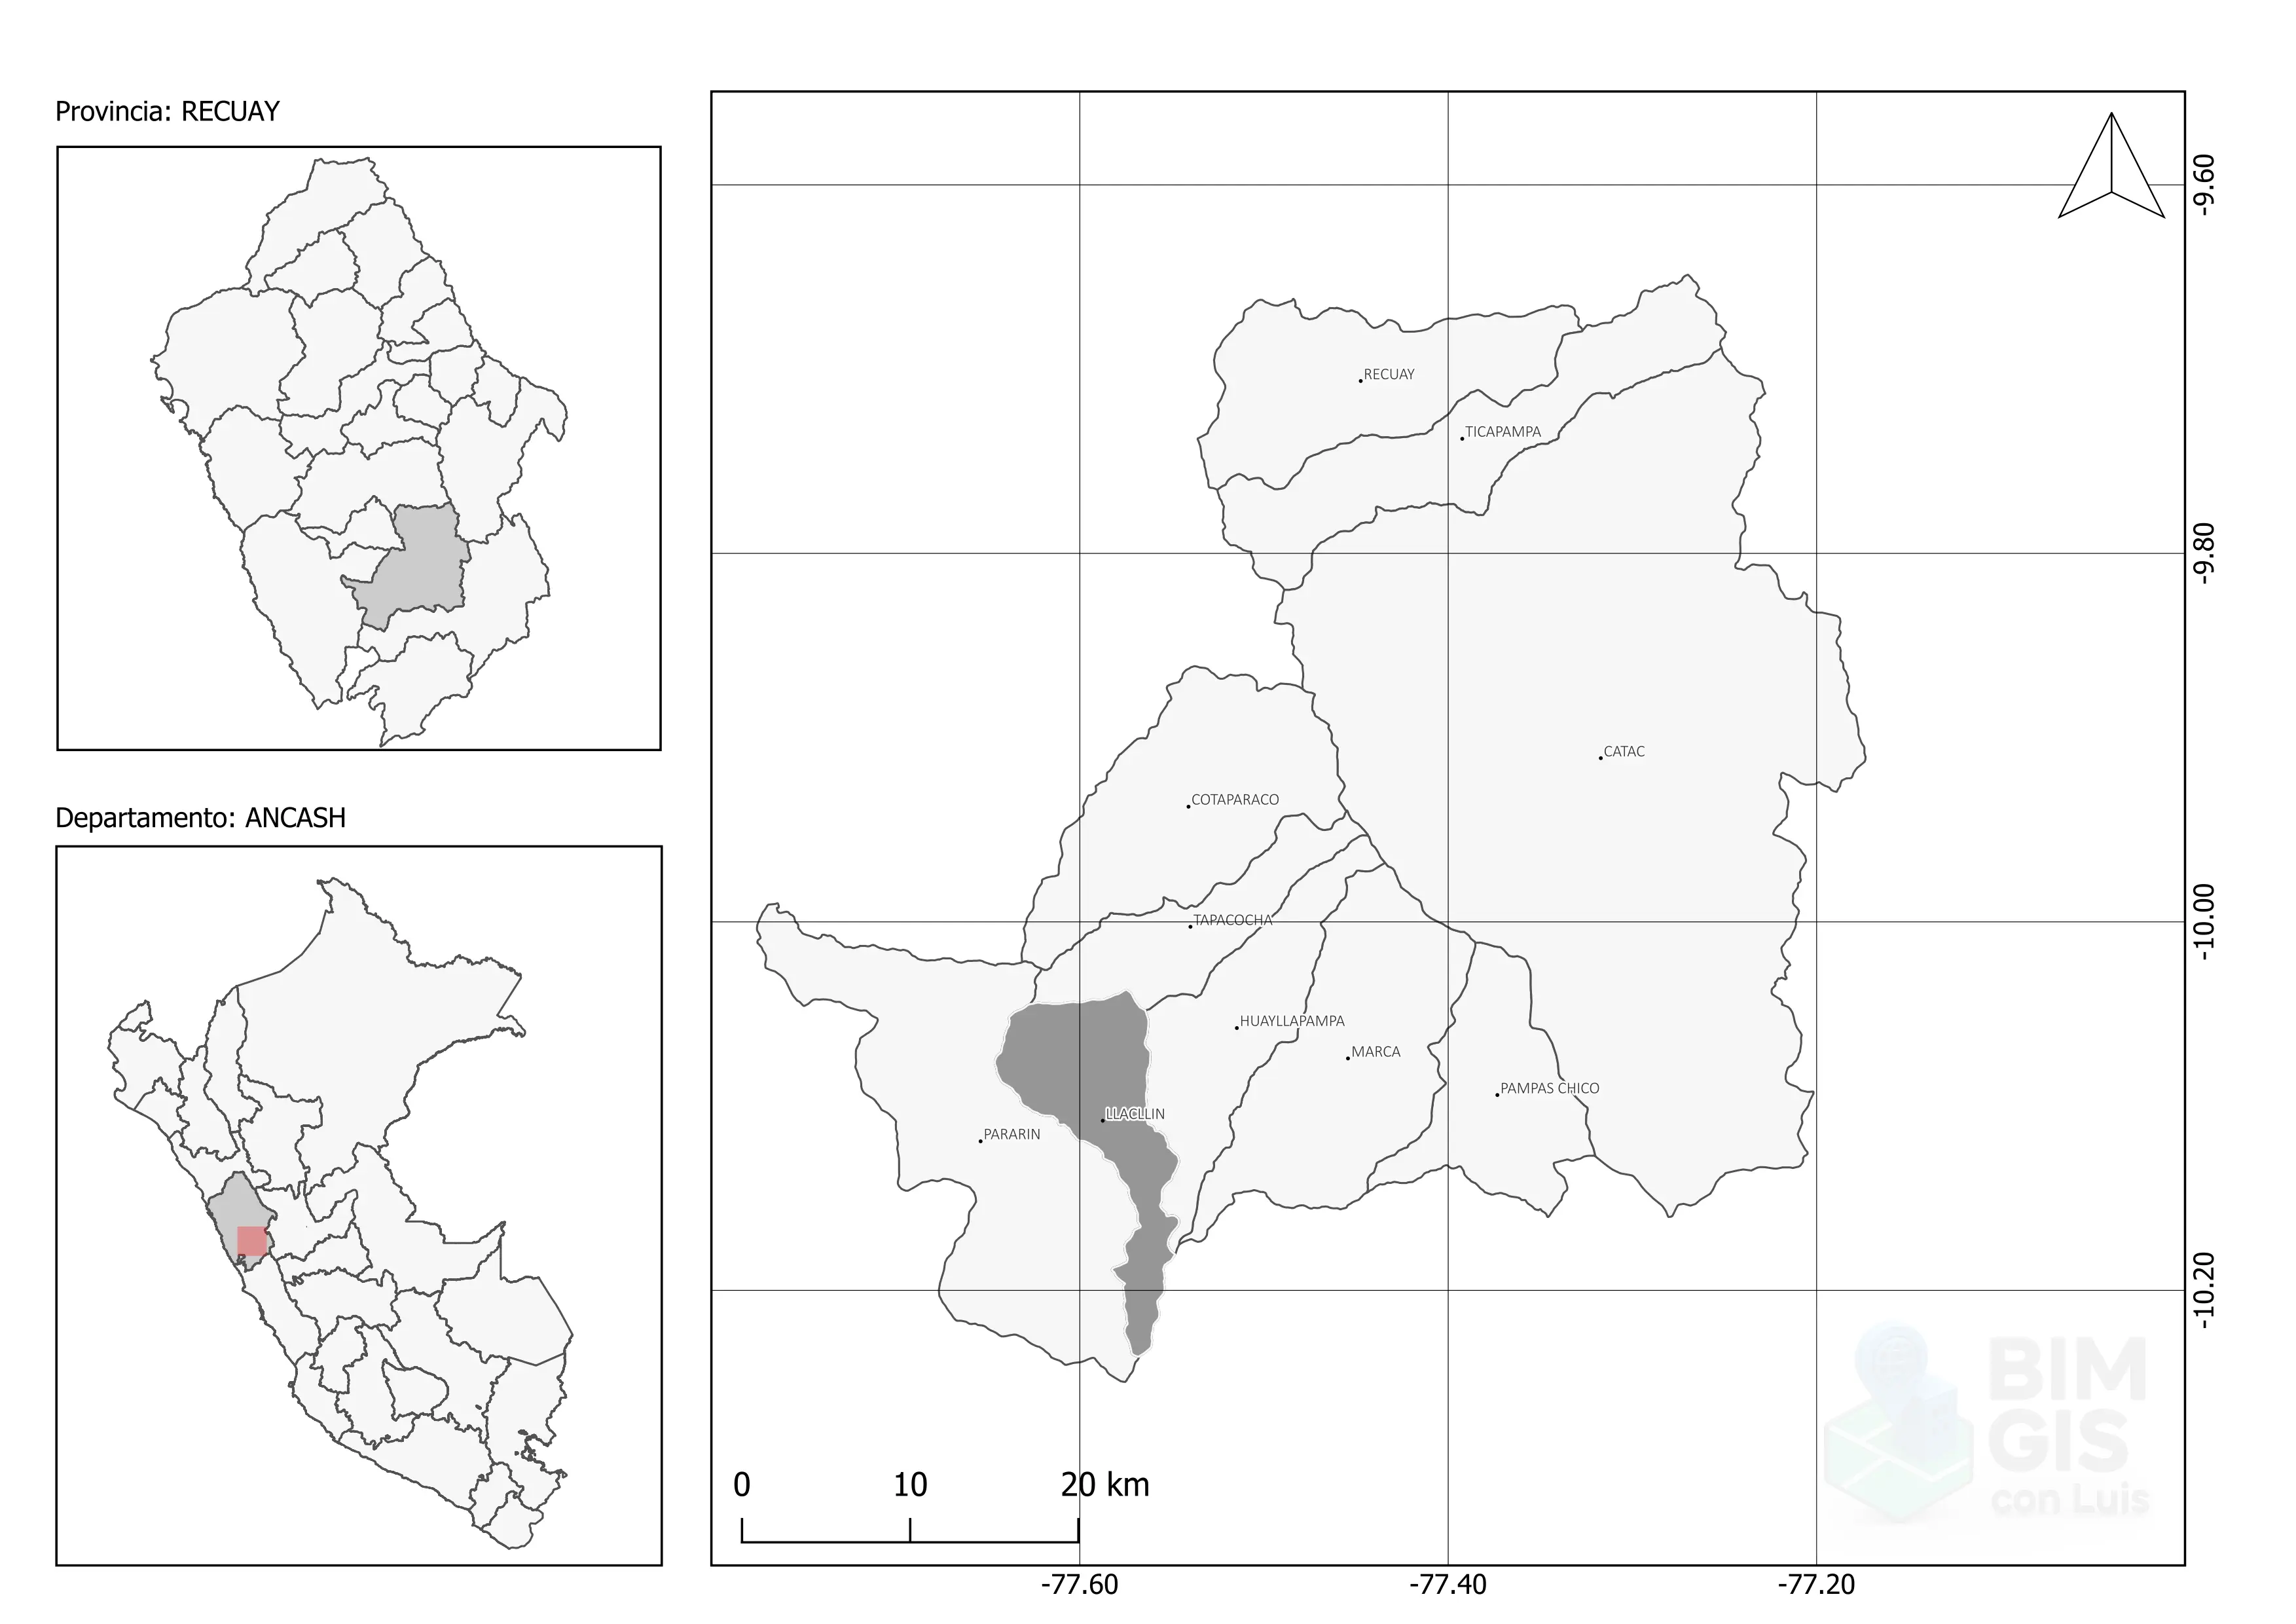 Provincia: RECUAY
Departamento: ANCASH
-9.60
-9.80
-10.00
-10.20
RECUAY
TICAPAMPA
CATAC
COTAPARACO
TAPACOCHA
HUAYLLAPAMPA
MARCA
PAMPAS CHICO
LLACLLIN
PARARIN
0 10 20 km
-77.60 -77.40 -77.20
BIM
GIS
con Luis